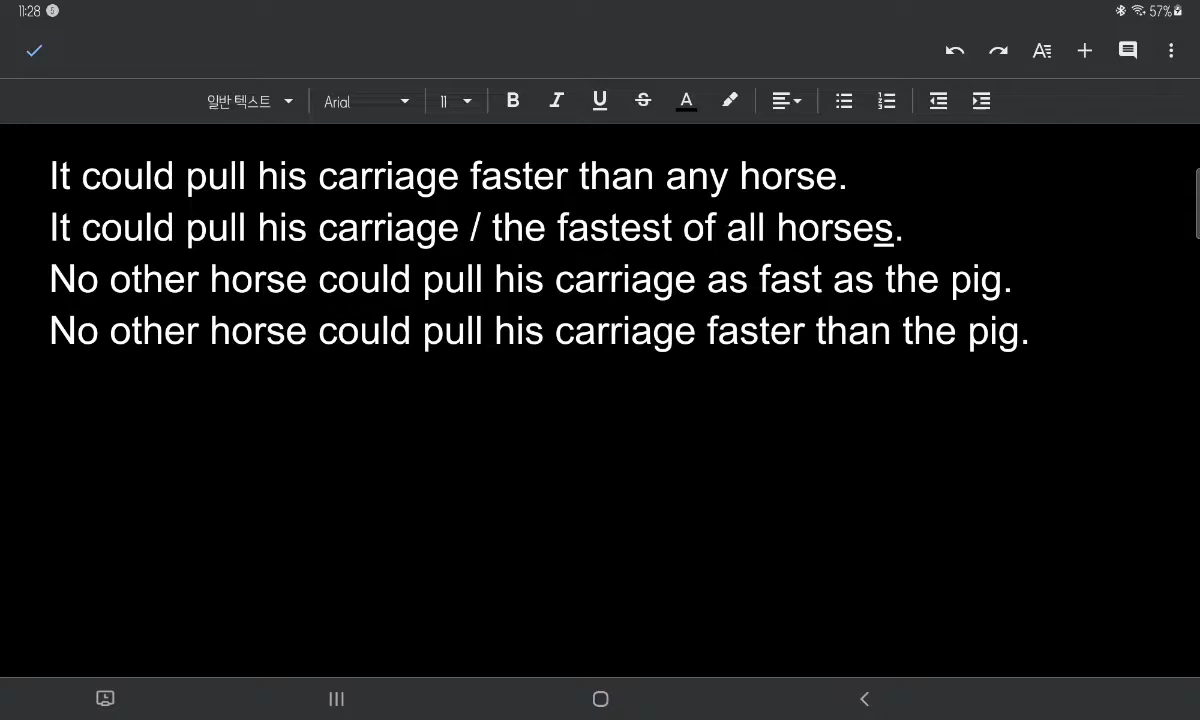 11:28 S 57%
일반 텍스트 Arial 11 B I U S A
It could pull his carriage faster than any horse.
It could pull his carriage / the fastest of all horses.
No other horse could pull his carriage as fast as the pig.
No other horse could pull his carriage faster than the pig.